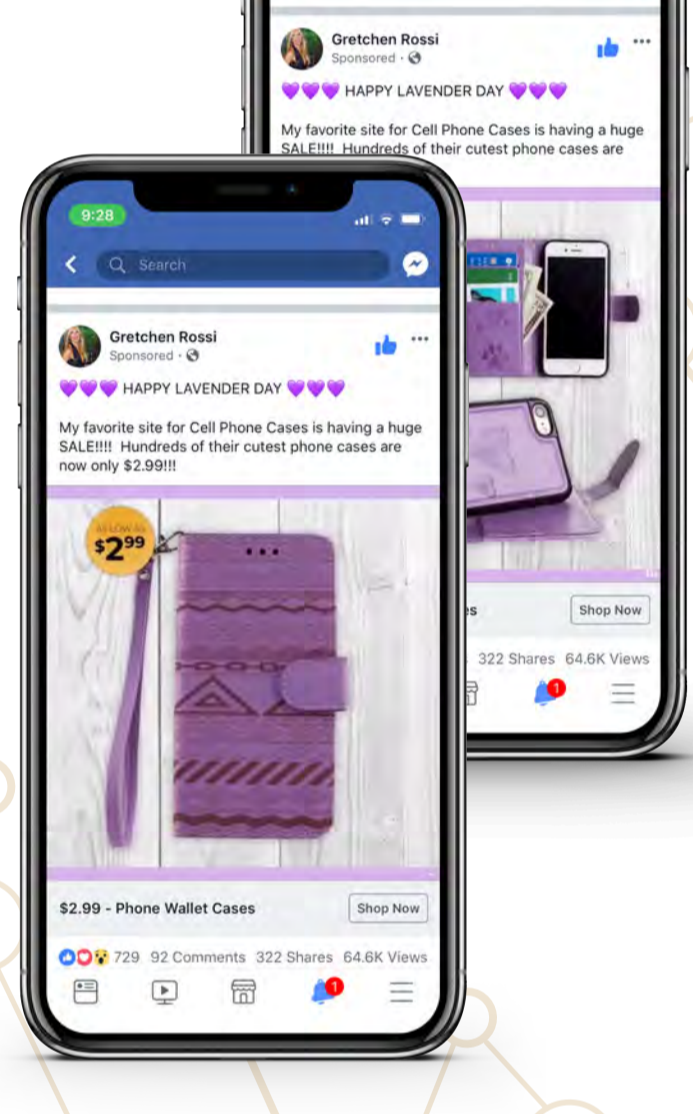 Gretchen Rossi
Sponsored ·
💜💜💜 HAPPY LAVENDER DAY 💜💜💜
My favorite site for Cell Phone Cases is having a huge
SALE!!!! Hundreds of their cutest phone cases are
Shop Now
322 Shares 64.6K Views
1
9:28
Search
Gretchen Rossi
Sponsored ·
💜💜💜 HAPPY LAVENDER DAY 💜💜💜
My favorite site for Cell Phone Cases is having a huge
SALE!!!! Hundreds of their cutest phone cases are
now only $2.99!!!
AS LOW AS
$299
$2.99 - Phone Wallet Cases
Shop Now
729 92 Comments 322 Shares 64.6K Views
1